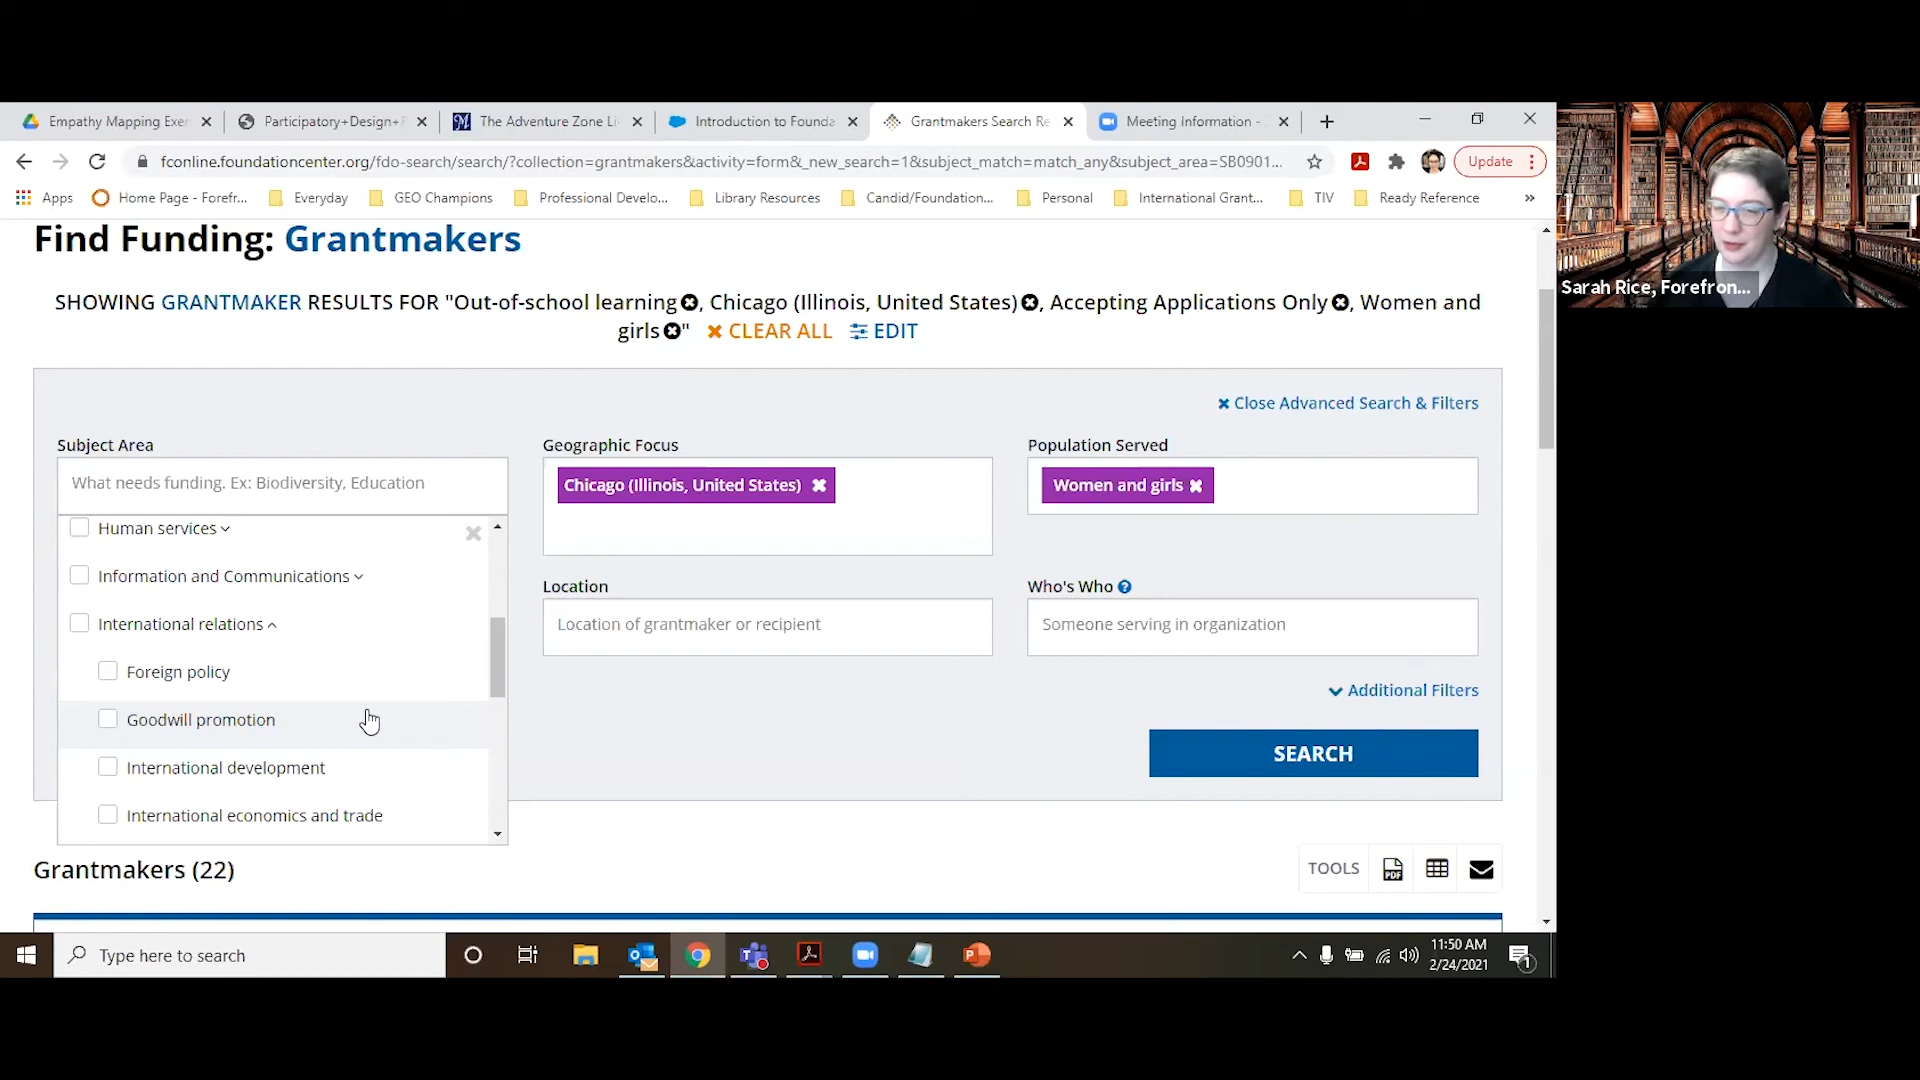 Empathy Mapping Exer
Participatory+Design+
The Adventure Zone Li
Introduction to Founda
Grantmakers Search Re
Meeting Information -
fconline.foundationcenter.org/fdo-search/search/?collection=grantmakers&activity=form&_new_search=1&subject_match=match_any&subject_area=SB0901...
Update
Apps
Home Page - Forefr...
Everyday
GEO Champions
Professional Develo...
Library Resources
Candid/Foundation...
Personal
International Grant...
TIV
Ready Reference
»
Find Funding: Grantmakers
SHOWING GRANTMAKER RESULTS FOR "Out-of-school learning, Chicago (Illinois, United States), Accepting Applications Only, Women and
girls" CLEAR ALL EDIT
Close Advanced Search & Filters
Subject Area
What needs funding. Ex: Biodiversity, Education
Human services
Information and Communications
International relations
Foreign policy
Goodwill promotion
International development
International economics and trade
Geographic Focus
Chicago (Illinois, United States)
Population Served
Women and girls
Location
Location of grantmaker or recipient
Who's Who ?
Someone serving in organization
Additional Filters
SEARCH
Grantmakers (22)
TOOLS
PDF
Type here to search
11:50 AM
2/24/2021
1
Sarah Rice, Forefron...